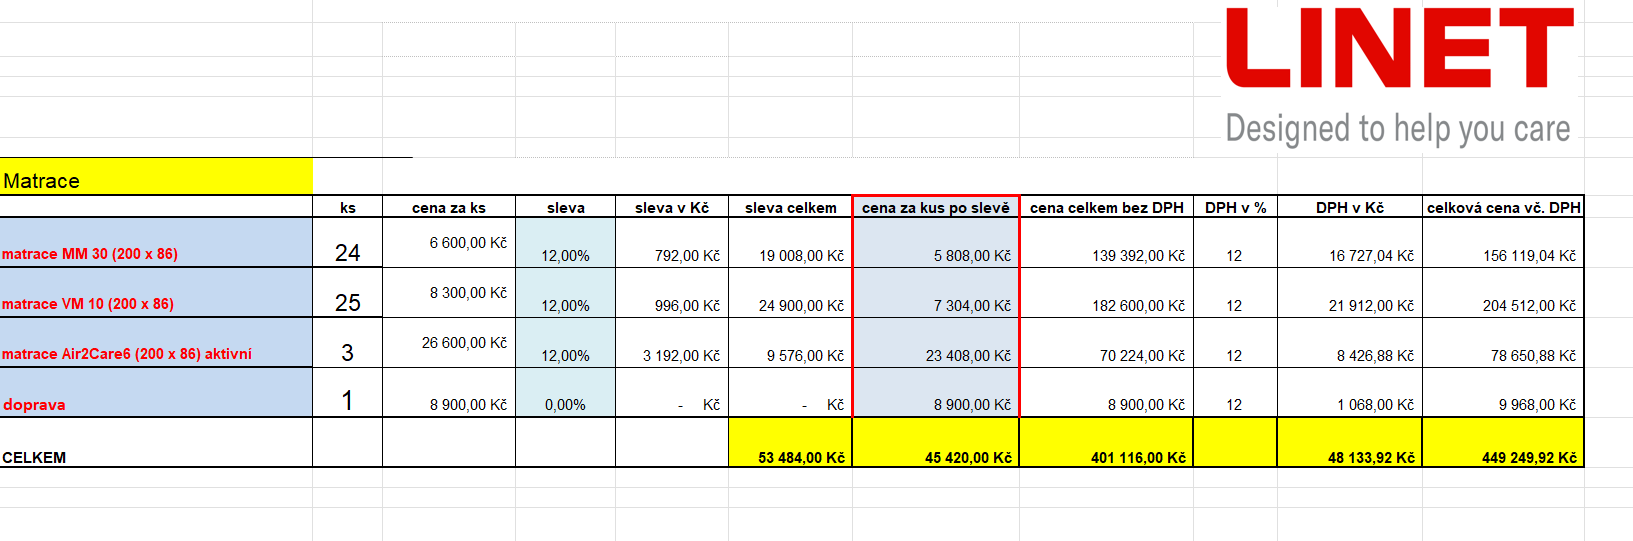 LINET
Designed to help you care
Matrace
ks cena za ks sleva sleva v Kč sleva celkem cena za kus po slevě cena celkem bez DPH DPH v % DPH v Kč celková cena vč. DPH
matrace MM 30 (200 x 86) 24 6 600,00 Kč 12,00% 792,00 Kč 19 008,00 Kč 5 808,00 Kč 139 392,00 Kč 12 16 727,04 Kč 156 119,04 Kč
matrace VM 10 (200 x 86) 25 8 300,00 Kč 12,00% 996,00 Kč 24 900,00 Kč 7 304,00 Kč 182 600,00 Kč 12 21 912,00 Kč 204 512,00 Kč
matrace Air2Care6 (200 x 86) aktivní 3 26 600,00 Kč 12,00% 3 192,00 Kč 9 576,00 Kč 23 408,00 Kč 70 224,00 Kč 12 8 426,88 Kč 78 650,88 Kč
doprava 1 8 900,00 Kč 0,00% - Kč - Kč 8 900,00 Kč 8 900,00 Kč 12 1 068,00 Kč 9 968,00 Kč
CELKEM 53 484,00 Kč 45 420,00 Kč 401 116,00 Kč 48 133,92 Kč 449 249,92 Kč